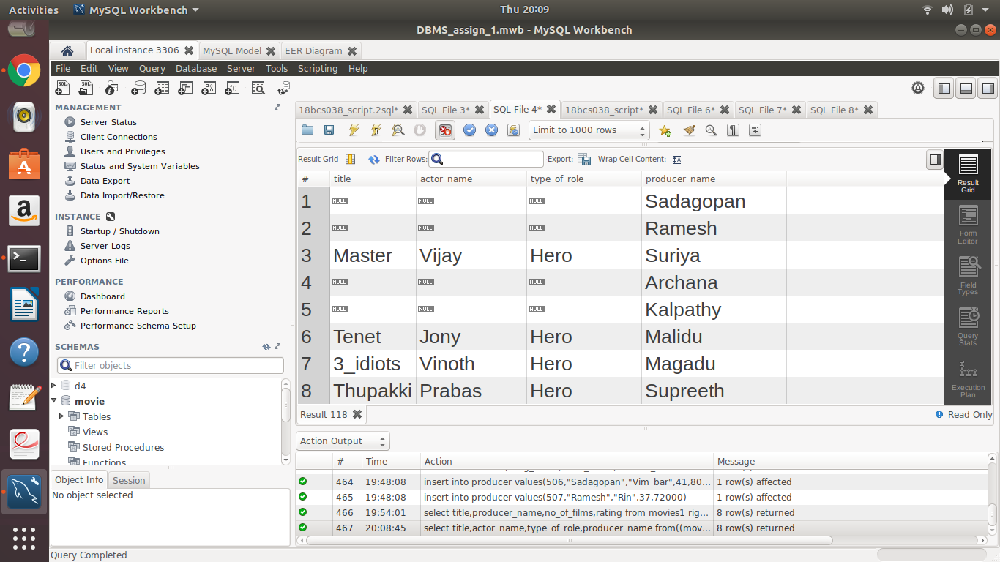 Activities MySQL Workbench Thu 20:09
DBMS_assign_1.mwb - MySQL Workbench
Local instance 3306 MySQL Model EER Diagram
File Edit View Query Database Server Tools Scripting Help
MANAGEMENT
Server Status
Client Connections
Users and Privileges
Status and System Variables
Data Export
Data Import/Restore
INSTANCE
Startup / Shutdown
Server Logs
Options File
PERFORMANCE
Dashboard
Performance Reports
Performance Schema Setup
SCHEMAS
Filter objects
d4
movie
Tables
Views
Stored Procedures
Functions
Object Info Session
No object selected
18bcs038_script.2sql* SQL File 3* SQL File 4* 18bcs038_script* SQL File 6* SQL File 7* SQL File 8*
Limit to 1000 rows
Result Grid Filter Rows: Export: Wrap Cell Content:
# title actor_name type_of_role producer_name
1 NULL NULL NULL Sadagopan
2 NULL NULL NULL Ramesh
3 Master Vijay Hero Suriya
4 NULL NULL NULL Archana
5 NULL NULL NULL Kalpathy
6 Tenet Jony Hero Malidu
7 3_idiots Vinoth Hero Magadu
8 Thupakki Prabas Hero Supreeth
Result
Grid
Form
Editor
Field
Types
Query
Stats
Execution
Plan
Result 118 Read Only
Action Output
# Time Action Message
464 19:48:08 insert into producer values(506,"Sadagopan","Vim_bar",41,80... 1 row(s) affected
465 19:48:08 insert into producer values(507,"Ramesh","Rin",37,72000) 1 row(s) affected
466 19:54:01 select title,producer_name,no_of_films,rating from movies1 rig... 8 row(s) returned
467 20:08:45 select title,actor_name,type_of_role,producer_name from((mov... 8 row(s) returned
Query Completed